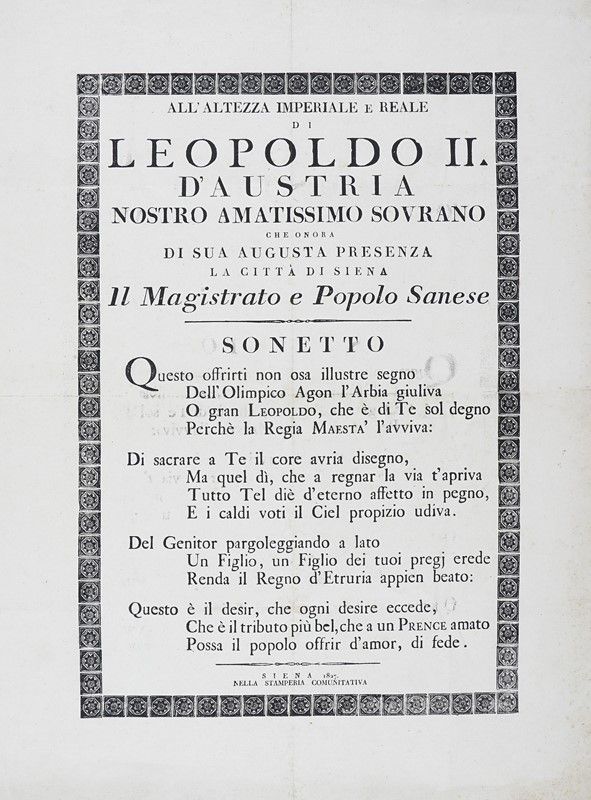 ALL'ALTEZZA IMPERIALE E REALE
DI
LEOPOLDO II.
D'AUSTRIA
NOSTRO AMATISSIMO SOVRANO
CHE ONORA
DI SUA AUGUSTA PRESENZA
LA CITTÀ DI SIENA
Il Magistrato e Popolo Sanese
SONETTO
Questo offrirti non osa illustre segno
Dell'Olimpico Agon l'Arbia giuliva
O gran LEOPOLDO, che è di Te sol degno
Perchè la Regia MAESTA' l'avviva:
Di sacrare a Te il core avria disegno,
Ma quel dì, che a regnar la via t'apriva
Tutto Tel diè d'eterno affetto in pegno,
E i caldi voti il Ciel propizio udiva.
Del Genitor pargoleggiando a lato
Un Figlio, un Figlio dei tuoi pregj erede
Renda il Regno d'Etruria appien beato:
Questo è il desir, che ogni desire eccede,
Che è il tributo più bel, che a un PRENCE amato
Possa il popolo offrir d'amor, di fede.
SIENA 1827.
NELLA STAMPERIA COMUNITATIVA